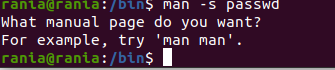 rania@rania:/bin$ man -s passwd
What manual page do you want?
For example, try 'man man'.
rania@rania:/bin$